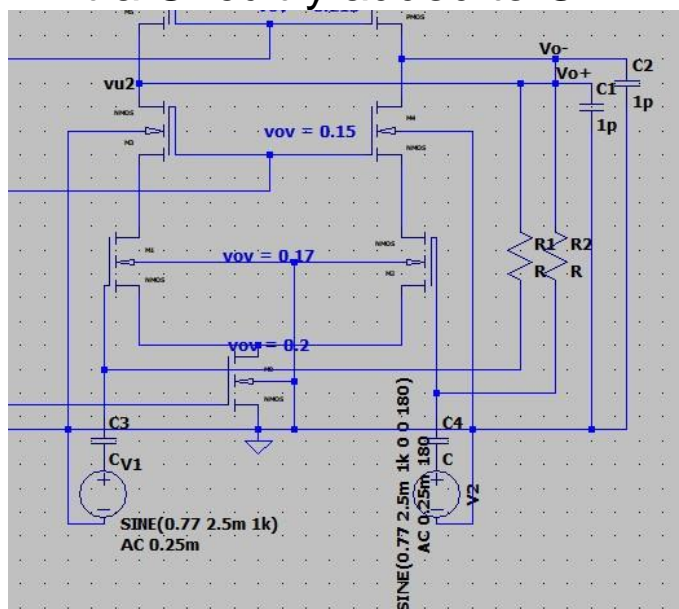 Vo-
C2
Vo+
C1
1p
1p
PMOS
vu2
NMOS
M3
vov = 0.15
M4
NMOS
M1
NMOS
vov = 0.17
NMOS
M2
R1
R
R2
R
vov = 0.2
NMOS
C3
C
V1
SINE(0.77 2.5m 1k)
AC 0.25m
C4
C
V2
SINE(0.77 2.5m 1k 0 0 180)
AC 0.25m 180